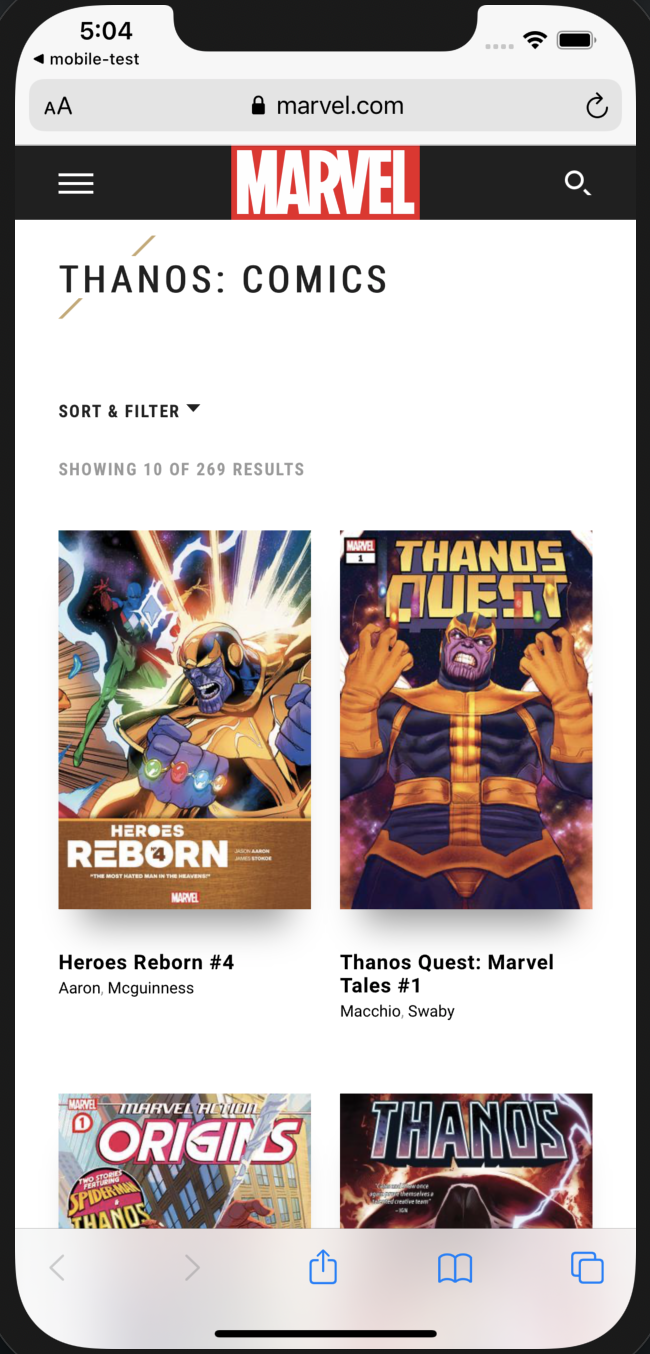 5:04
mobile-test
AA
marvel.com
MARVEL
THANOS: COMICS
SORT & FILTER
SHOWING 10 OF 269 RESULTS
HEROES
REBORN
#4
JASON AARON
JAMES STOKOE
"THE MOST HATED MAN IN THE HEAVENS!"
MARVEL
MARVEL
1
THANOS
QUEST
Heroes Reborn #4
Aaron, Mcguinness
Thanos Quest: Marvel
Tales #1
Macchio, Swaby
MARVEL
1
MARVEL ACTION
ORIGINS
TWO STORIES
FEATURING
SPIDER-MAN
THANOS
THANOS
- IGN